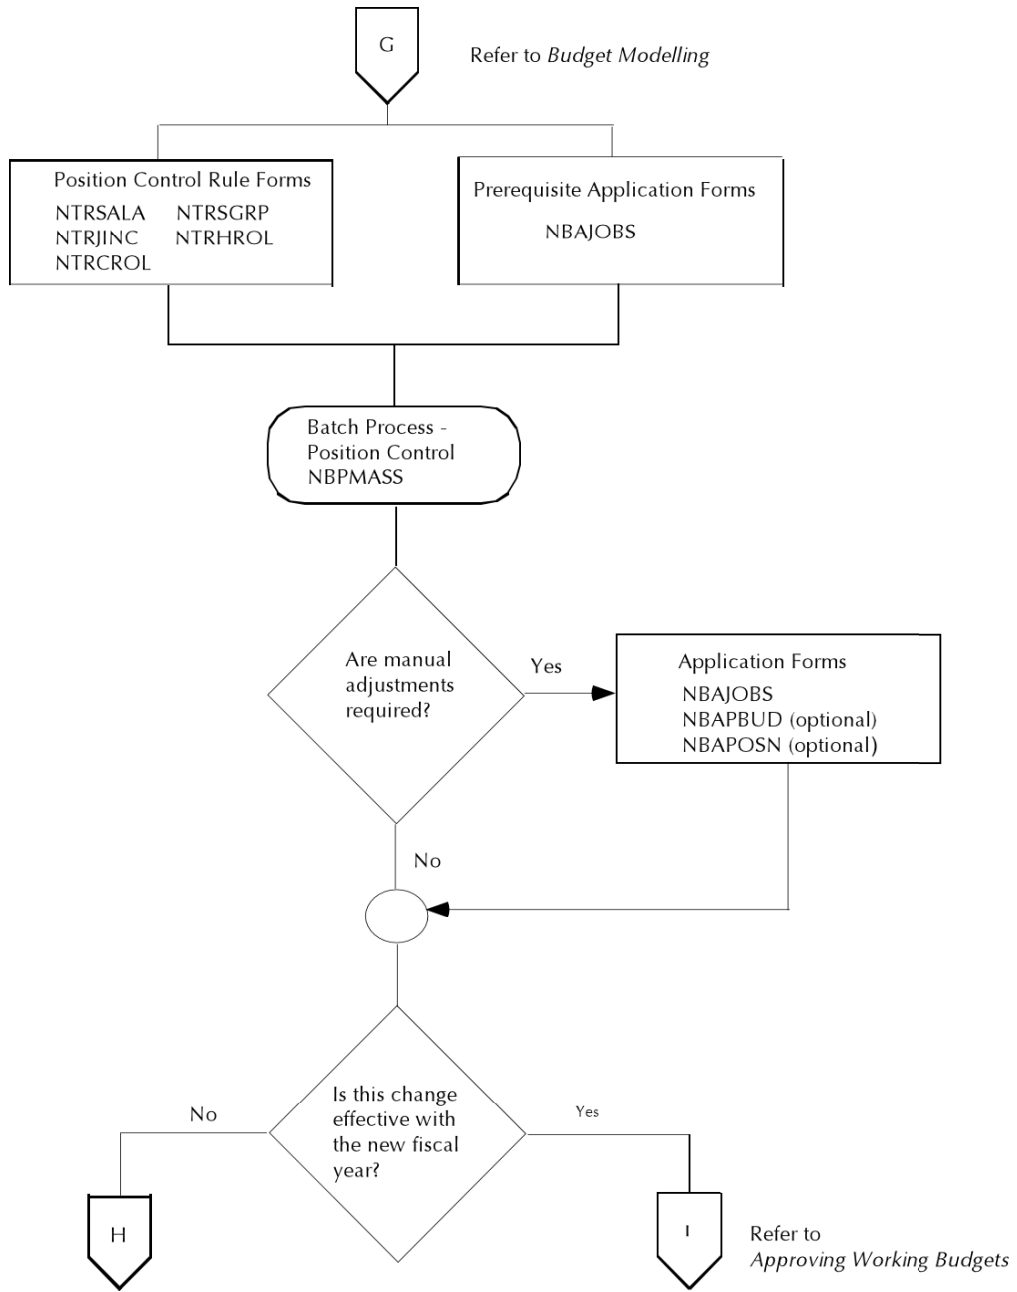 G
Refer to Budget Modelling
Position Control Rule Forms
NTRSALA NTRSGRP
NTRJINC NTRHROL
NTRCROL
Prerequisite Application Forms
NBAJOBS
Batch Process -
Position Control
NBPMASS
Are manual
adjustments
required?
Yes
Application Forms
NBAJOBS
NBAPBUD (optional)
NBAPOSN (optional)
No
Is this change
effective with
the new fiscal
year?
No
Yes
H
I
Refer to
Approving Working Budgets